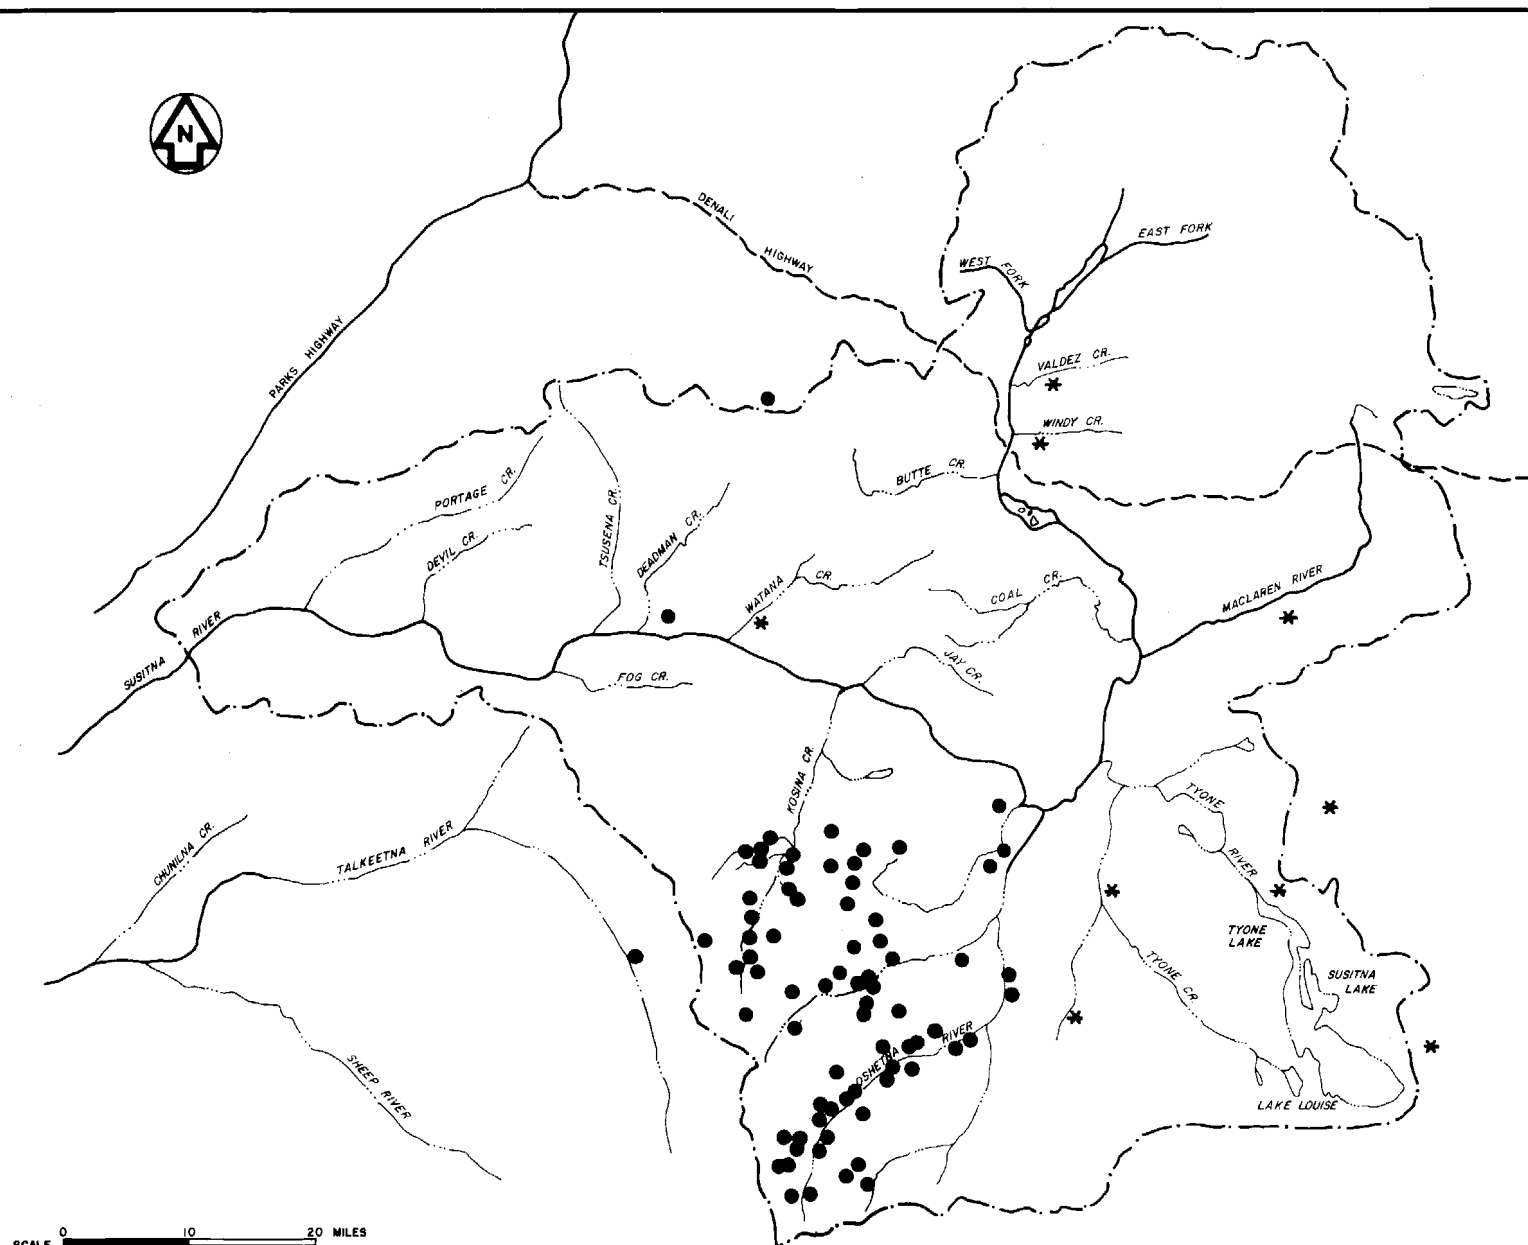 N
DENALI
HIGHWAY
PARKS HIGHWAY
EAST FORK
WEST FORK
VALDEZ CR.
WINDY CR.
BUTTE CR.
PORTAGE CR.
DEVIL CR.
TSUSENA CR.
DEADMAN CR.
WATANA CR.
COAL CR.
MACLAREN RIVER
JAY CR.
SUSITNA RIVER
FOG CR.
KOSINA CR.
TYONE
RIVER
CHUNILNA CR.
TALKEETNA RIVER
TYONE
LAKE
TYONE CR.
SUSITNA
LAKE
OSHETNA RIVER
SHEEP RIVER
LAKE LOUISE
0 10 20 MILES
SCALE